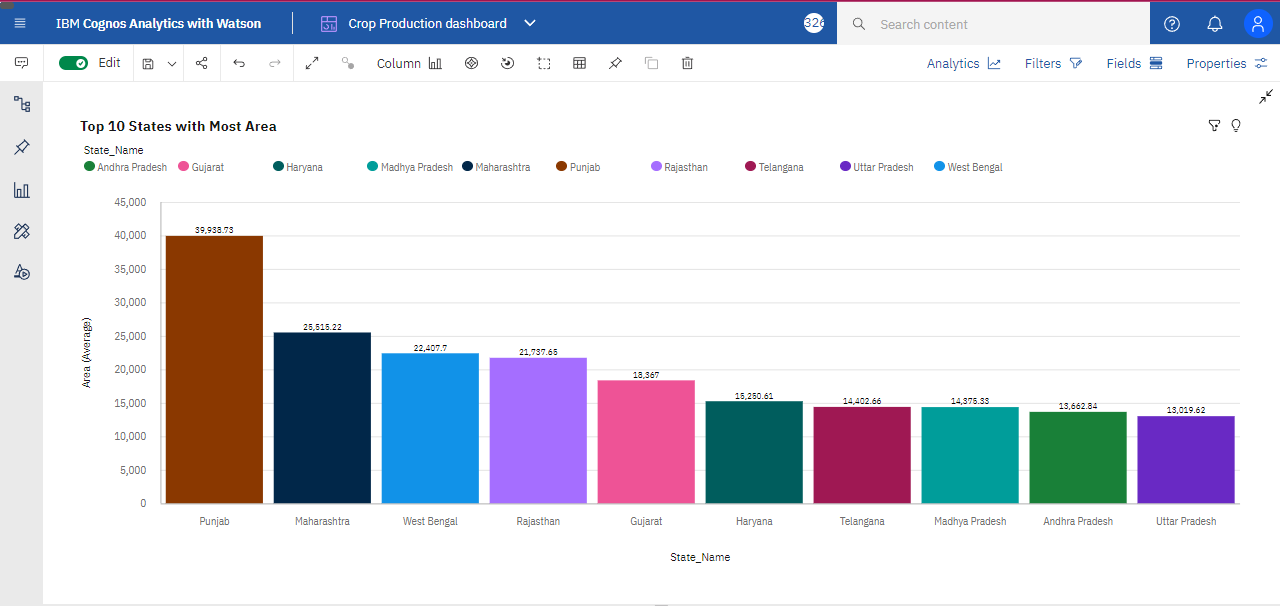 IBM Cognos Analytics with Watson
Crop Production dashboard
326
Search content
Edit
Column
Analytics
Filters
Fields
Properties
Top 10 States with Most Area
State_Name
Andhra Pradesh Gujarat Haryana Madhya Pradesh Maharashtra Punjab Rajasthan Telangana Uttar Pradesh West Bengal
45,000
40,000
35,000
30,000
25,000
20,000
15,000
10,000
5,000
0
Area (Average)
39,938.73
25,515.22
22,407.7
21,737.65
18,367
15,250.61
14,402.66
14,375.33
13,662.84
13,019.62
Punjab Maharashtra West Bengal Rajasthan Gujarat Haryana Telangana Madhya Pradesh Andhra Pradesh Uttar Pradesh
State_Name